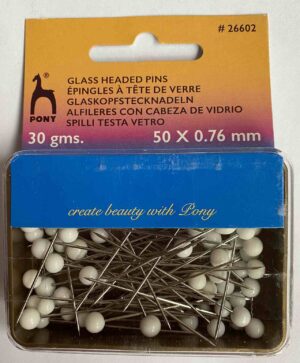 # 26602
GLASS HEADED PINS
ÉPINGLES À TÊTE DE VERRE
GLASKOPFSTECKNADELN
ALFILERES CON CABEZA DE VIDRIO
SPILLI TESTA VETRO
PONY
30 gms.
50 X 0.76 mm
create beauty with Pony